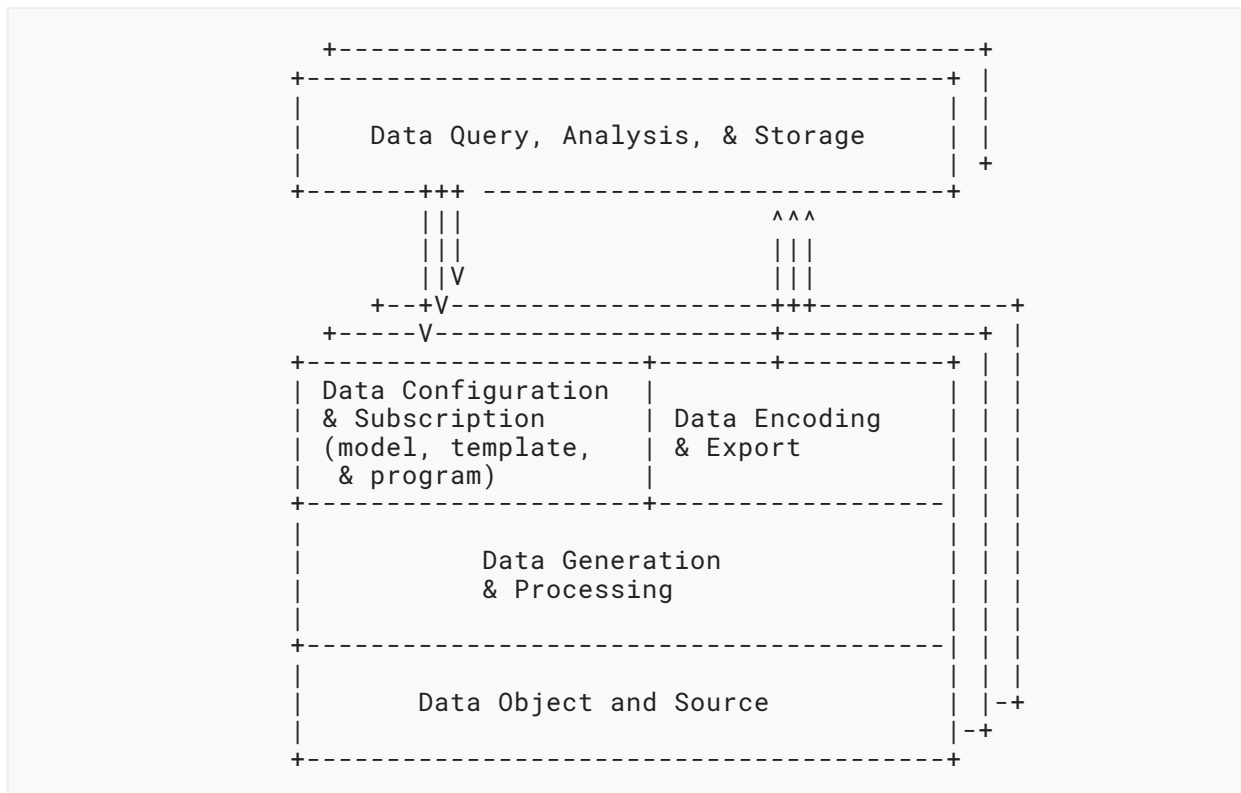 Data Query, Analysis, & Storage
Data Configuration
& Subscription
(model, template,
& program)
Data Encoding
& Export
Data Generation
& Processing
Data Object and Source